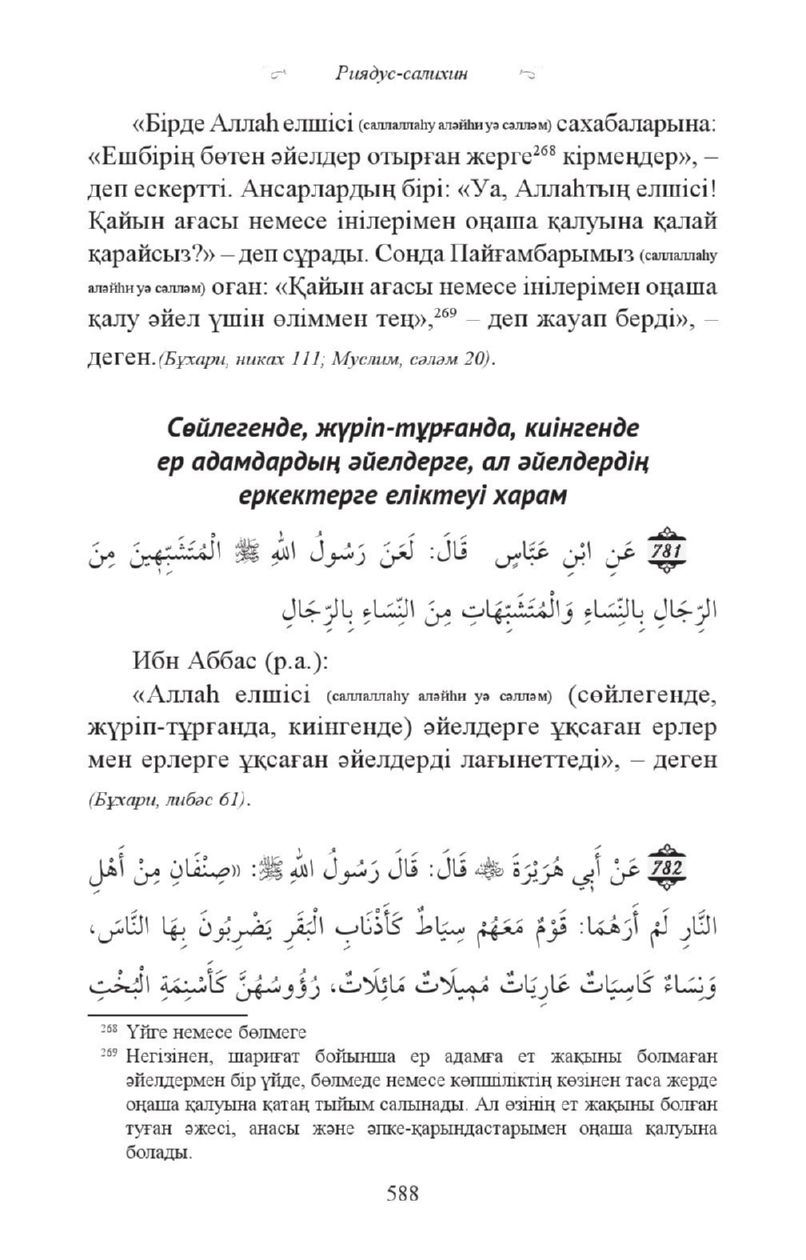 Риядус-салихин
«Бірде Аллаһ елшісі (саллаллаһу аләйһи уә сәлләм) сахабаларына:
«Ешбірің бөтен әйелдер отырған жерге²⁶⁸ кірмеңдер», –
деп ескертті. Ансарлардың бірі: «Уа, Аллаһтың елшісі!
Қайын ағасы немесе інілерімен оңаша қалуына қалай
қарайсыз?» – деп сұрады. Сонда Пайғамбарымыз (саллаллаһу
аләйһи уә сәлләм) оған: «Қайын ағасы немесе інілерімен оңаша
қалу әйел үшін өліммен тең»,²⁶⁹ – деп жауап берді», –
деген. (Бұхари, никах 111; Муслим, сәләм 20).
Сөйлегенде, жүріп-тұрғанда, киінгенде
ер адамдардың әйелдерге, ал әйелдердің
еркектерге еліктеуі харам
781 عَنِ ابْنِ عَبَّاسٍ قَالَ: لَعَنَ رَسُولُ اللهِ ﷺ الْمُتَشَبِّهِينَ مِنَ
الرِّجَالِ بِالنِّسَاءِ وَالْمُتَشَبِّهَاتِ مِنَ النِّسَاءِ بِالرِّجَالِ
Ибн Аббас (р.а.):
«Аллаһ елшісі (саллаллаһу аләйһи уә сәлләм) (сөйлегенде,
жүріп-тұрғанда, киінгенде) әйелдерге ұқсаған ерлер
мен ерлерге ұқсаған әйелдерді лағынеттеді», – деген
(Бұхари, либәс 61).
782 عَنْ أَبِي هُرَيْرَةَ ﵁ قَالَ: قَالَ رَسُولُ اللهِ ﷺ: «صِنْفَانِ مِنْ أَهْلِ
النَّارِ لَمْ أَرَهُمَا: قَوْمٌ مَعَهُمْ سِيَاطٌ كَأَذْنَابِ الْبَقَرِ يَضْرِبُونَ بِهَا النَّاسَ،
وَنِسَاءٌ كَاسِيَاتٌ عَارِيَاتٌ مُمِيلَاتٌ مَائِلَاتٌ، رُؤُوسُهُنَّ كَأَسْنِمَةِ الْبُخْتِ
²⁶⁸ Үйге немесе бөлмеге
²⁶⁹ Негізінен, шариғат бойынша ер адамға ет жақыны болмаған
әйелдермен бір үйде, бөлмеде немесе көпшіліктің көзінен таса жерде
оңаша қалуына қатаң тыйым салынады. Ал өзінің ет жақыны болған
туған әжесі, анасы және әпке-қарындастарымен оңаша қалуына
болады.
588